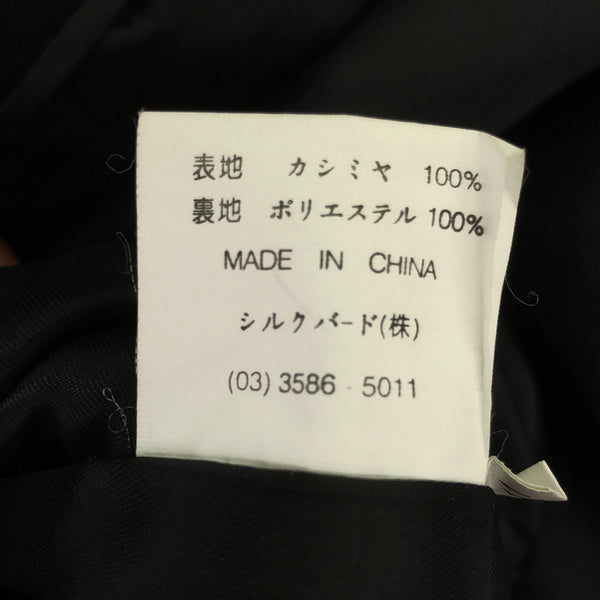 表地 カシミヤ 100%
裏地 ポリエステル 100%
MADE IN CHINA
シルクバード(株)
(03) 3586-5011